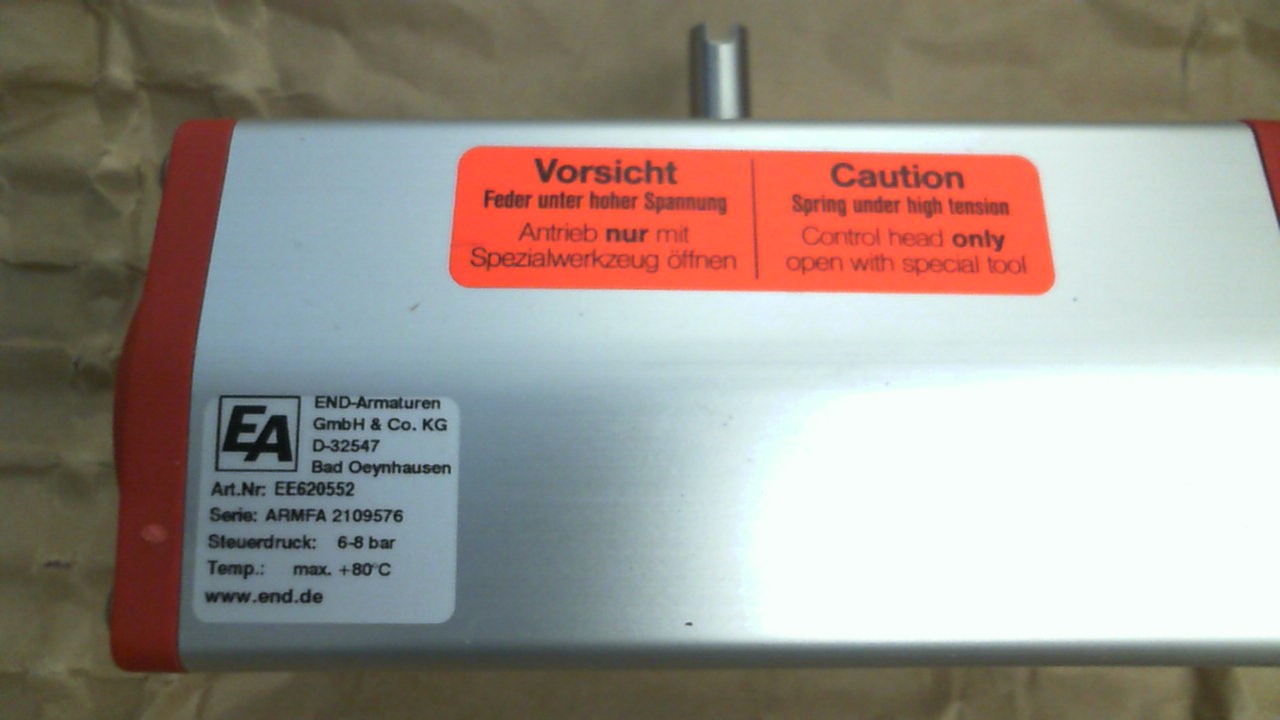 Vorsicht
Feder unter hoher Spannung
Antrieb nur mit
Spezialwerkzeug öffnen
Caution
Spring under high tension
Control head only
open with special tool
EA
END-Armaturen
GmbH & Co. KG
D-32547
Bad Oeynhausen
Art.Nr: EE620552
Serie: ARMFA 2109576
Steuerdruck: 6-8 bar
Temp.: max. +80°C
www.end.de